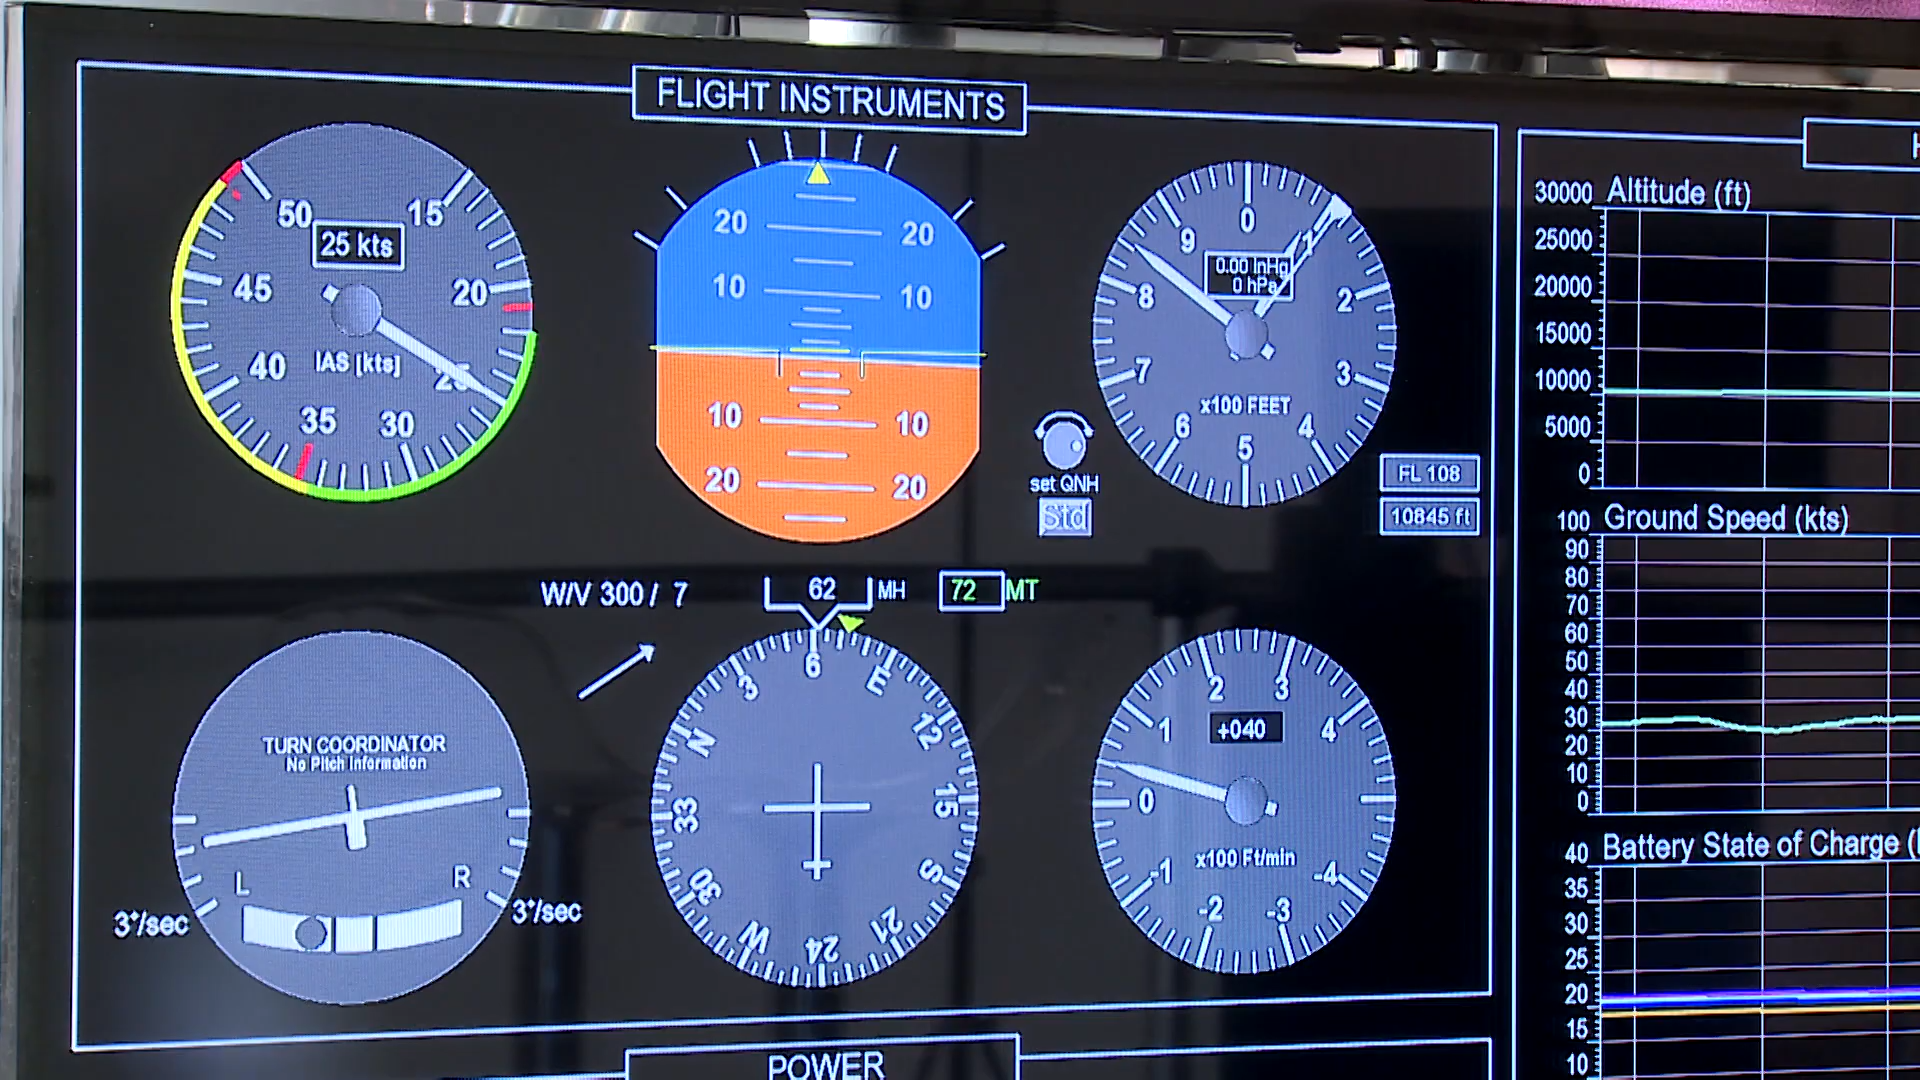 FLIGHT INSTRUMENTS
50 15
25 kts
45 20
40 IAS [kts] 25
35 30
20 20
10 10
10 10
20 20
0
9 1
0.00 InHg
0 hPa
8 2
7 3
x100 FEET
6 4
5
set QNH
Std
FL 108
10845 ft
W/V 300 / 7
62 MH
72 MT
TURN COORDINATOR
No Pitch Information
L R
3°/sec 3°/sec
6
3 E
N 12
33 15
30 S
W 21
24
2 3
1 +040 4
0
x100 Ft/min
-1 -4
-2 -3
POWER
Altitude (ft)
30000
25000
20000
15000
10000
5000
0
Ground Speed (kts)
100
90
80
70
60
50
40
30
20
10
0
Battery State of Charge (
40
35
30
25
20
15
10